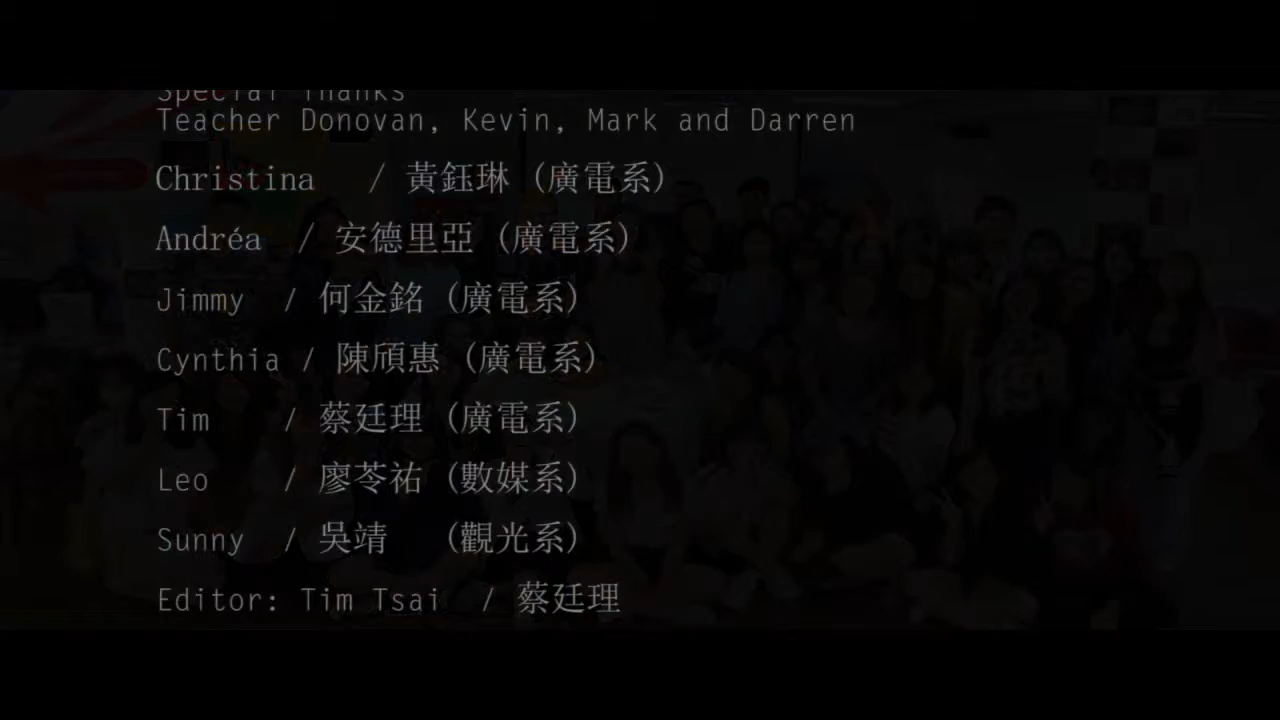 Special Thanks
Teacher Donovan, Kevin, Mark and Darren
Christina / 黃鈺琳 (廣電系)
Andréa / 安德里亞 (廣電系)
Jimmy / 何金銘 (廣電系)
Cynthia / 陳頎惠 (廣電系)
Tim / 蔡廷理 (廣電系)
Leo / 廖苓祐 (數媒系)
Sunny / 吳靖 (觀光系)
Editor: Tim Tsai / 蔡廷理